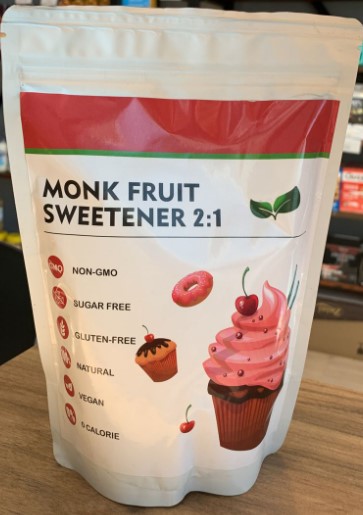 MONK FRUIT
SWEETENER 2:1
NON-GMO
SUGAR FREE
GLUTEN-FREE
NATURAL
VEGAN
0 CALORIE